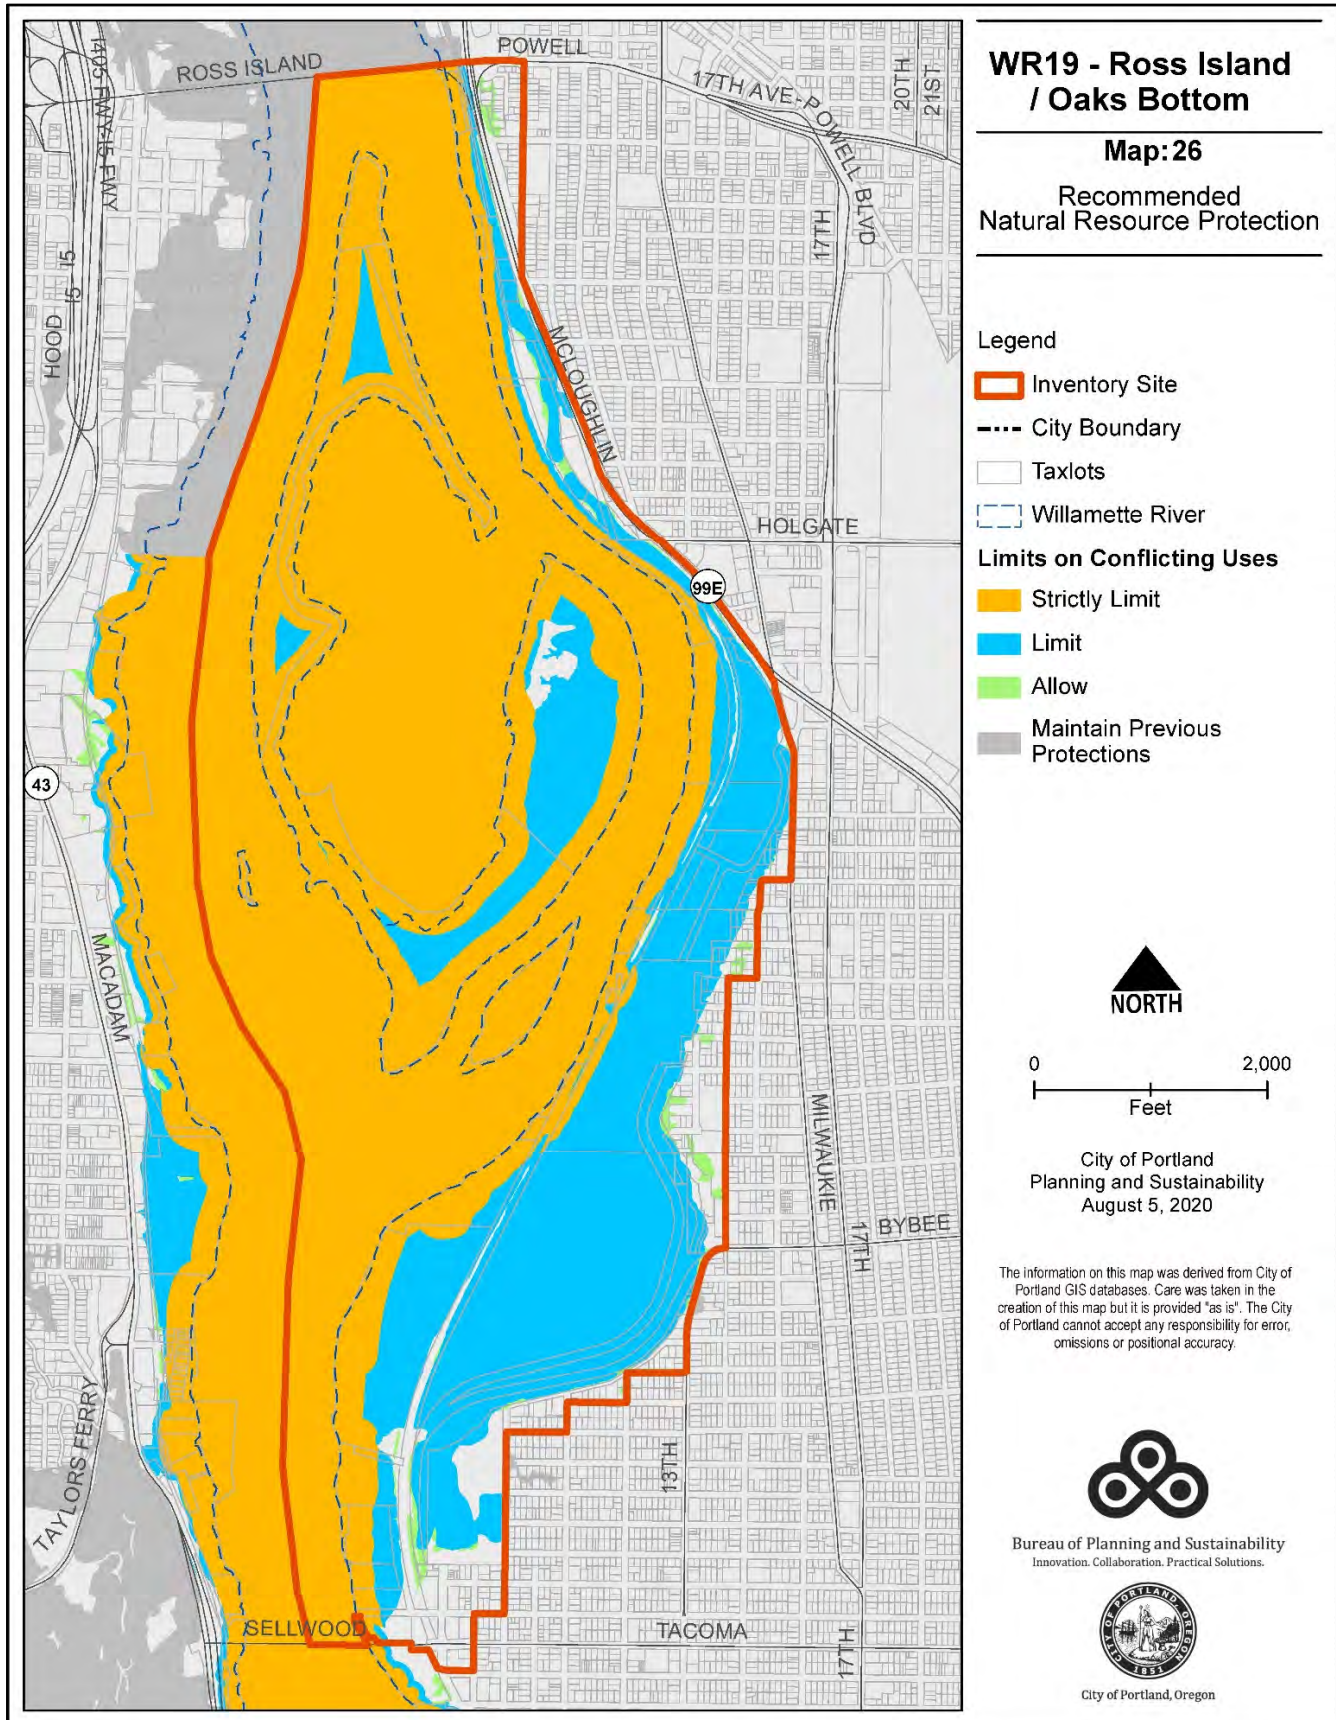 WR19 - Ross Island
/ Oaks Bottom
Map: 26
Recommended
Natural Resource Protection
Legend
Inventory Site
City Boundary
Taxlots
Willamette River
Limits on Conflicting Uses
Strictly Limit
Limit
Allow
Maintain Previous
Protections
NORTH
0 2,000
Feet
City of Portland
Planning and Sustainability
August 5, 2020
The information on this map was derived from City of
Portland GIS databases. Care was taken in the
creation of this map but it is provided "as is". The City
of Portland cannot accept any responsibility for error,
omissions or positional accuracy.
Bureau of Planning and Sustainability
Innovation. Collaboration. Practical Solutions.
CITY OF PORTLAND, OREGON
1851
City of Portland, Oregon
I405 FWY-I5 FWY
ROSS ISLAND
POWELL
17TH AVE-POWELL BLVD
20TH
21ST
17TH
HOOD
I5
I5
MCLOUGHLIN
HOLGATE
99E
43
MACADAM
MILWAUKIE
17TH
BYBEE
TAYLORS FERRY
13TH
SELLWOOD
TACOMA
17TH